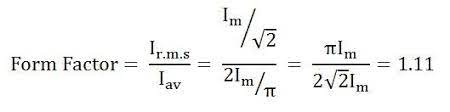 Form Factor = I_r.m.s / I_av = (I_m/√2) / (2I_m/π) = πI_m / 2√2I_m = 1.11